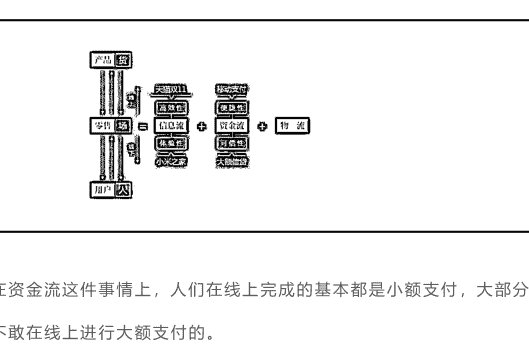 产品 货
天猫双11 移动支付
高效性 便捷性
零售 场 = 信息流 + 资金流 + 物 流
体验性 可信性
小米之家 大额信贷
用户 人
在资金流这件事情上，人们在线上完成的基本都是小额支付，大部分
不敢在线上进行大额支付的。